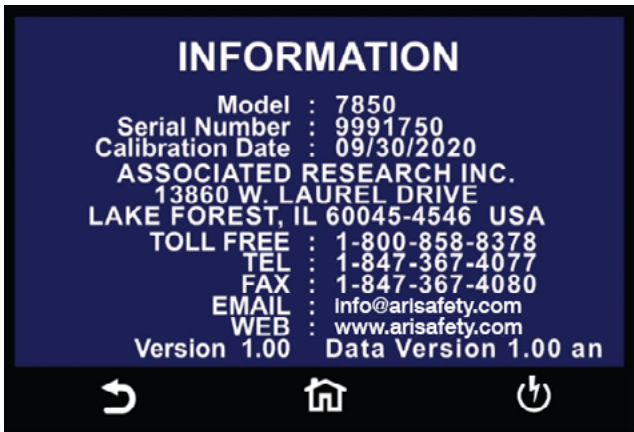 INFORMATION
Model : 7850
Serial Number : 9991750
Calibration Date : 09/30/2020
ASSOCIATED RESEARCH INC.
13860 W. LAUREL DRIVE
LAKE FOREST, IL 60045-4546 USA
TOLL FREE : 1-800-858-8378
TEL : 1-847-367-4077
FAX : 1-847-367-4080
EMAIL : info@arisafety.com
WEB : www.arisafety.com
Version 1.00 Data Version 1.00 an